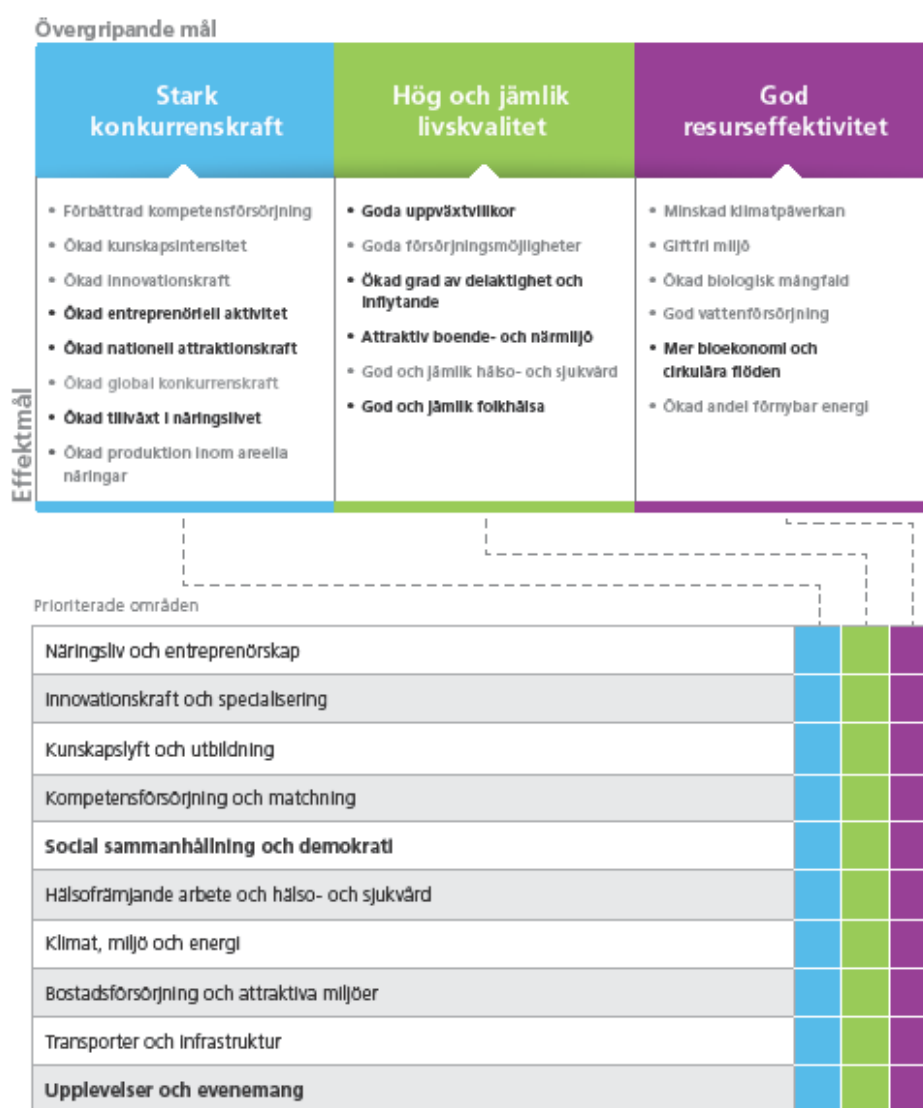 Övergripande mål
Stark
konkurrenskraft
Hög och jämlik
livskvalitet
God
resurseffektivitet
Effektmål
• Förbättrad kompetensförsörjning
• Ökad kunskapsintensitet
• Ökad innovationskraft
• Ökad entreprenöriell aktivitet
• Ökad nationell attraktionskraft
• Ökad global konkurrenskraft
• Ökad tillväxt i näringslivet
• Ökad produktion inom areella
näringar
• Goda uppväxtvillkor
• Goda försörjningsmöjligheter
• Ökad grad av delaktighet och
inflytande
• Attraktiv boende- och närmiljö
• God och jämlik hälso- och sjukvård
• God och jämlik folkhälsa
• Minskad klimatpåverkan
• Giftfri miljö
• Ökad biologisk mångfald
• God vattenförsörjning
• Mer bioekonomi och
cirkulära flöden
• Ökad andel förnybar energi
Prioriterade områden
Näringsliv och entreprenörskap
Innovationskraft och specialisering
Kunskapslyft och utbildning
Kompetensförsörjning och matchning
Social sammanhållning och demokrati
Hälsofrämjande arbete och hälso- och sjukvård
Klimat, miljö och energi
Bostadsförsörjning och attraktiva miljöer
Transporter och infrastruktur
Upplevelser och evenemang